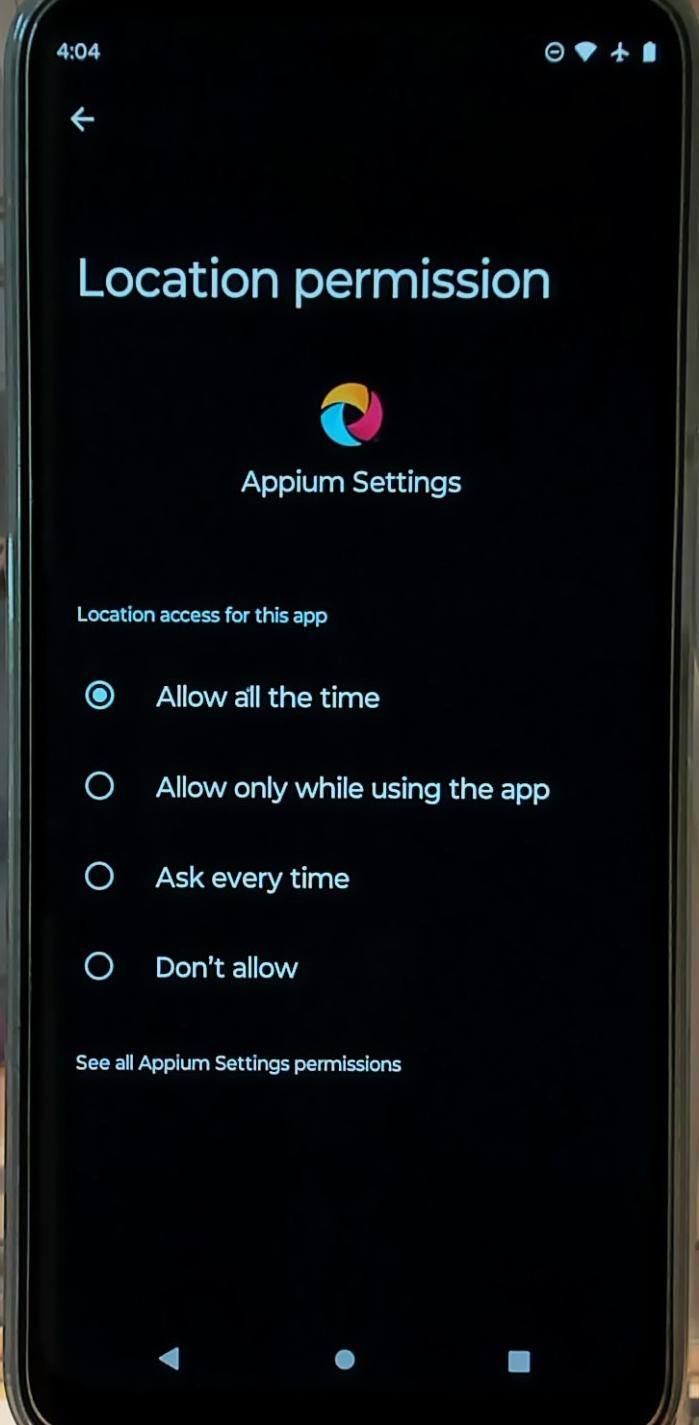 4:04
Location permission
Appium Settings
Location access for this app
Allow all the time
Allow only while using the app
Ask every time
Don't allow
See all Appium Settings permissions